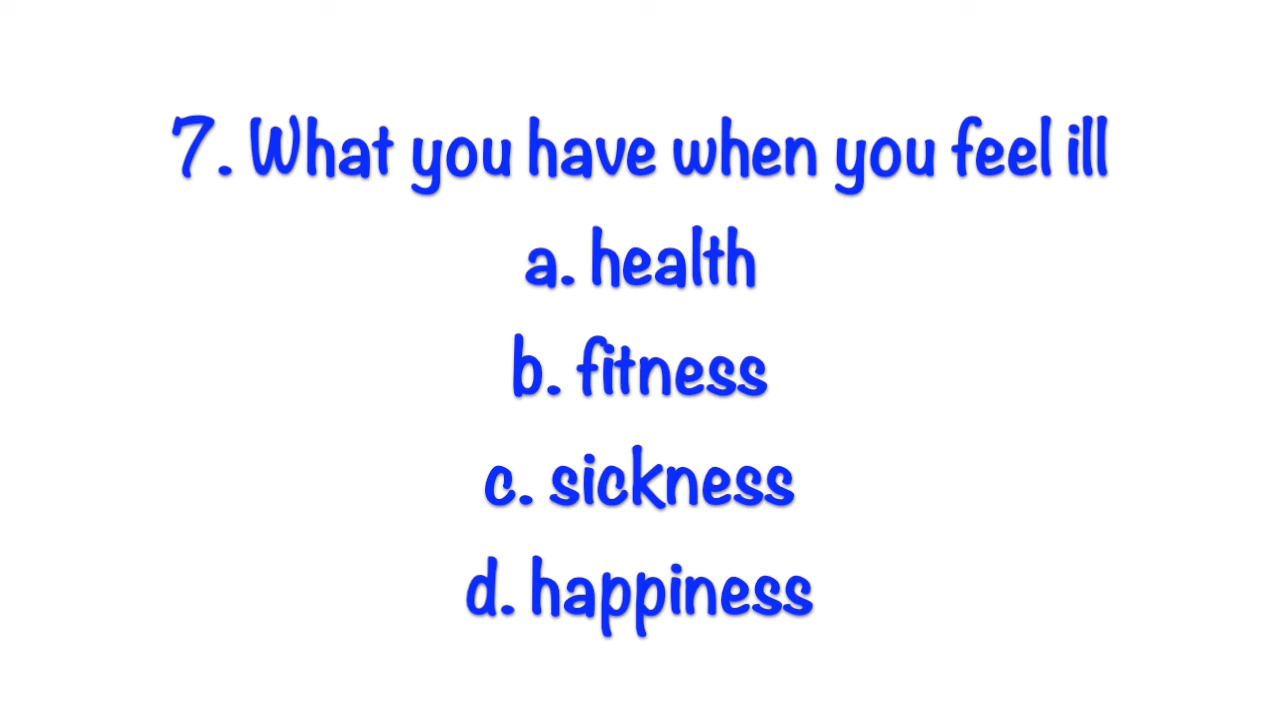 7. What you have when you feel ill
a. health
b. fitness
c. sickness
d. happiness